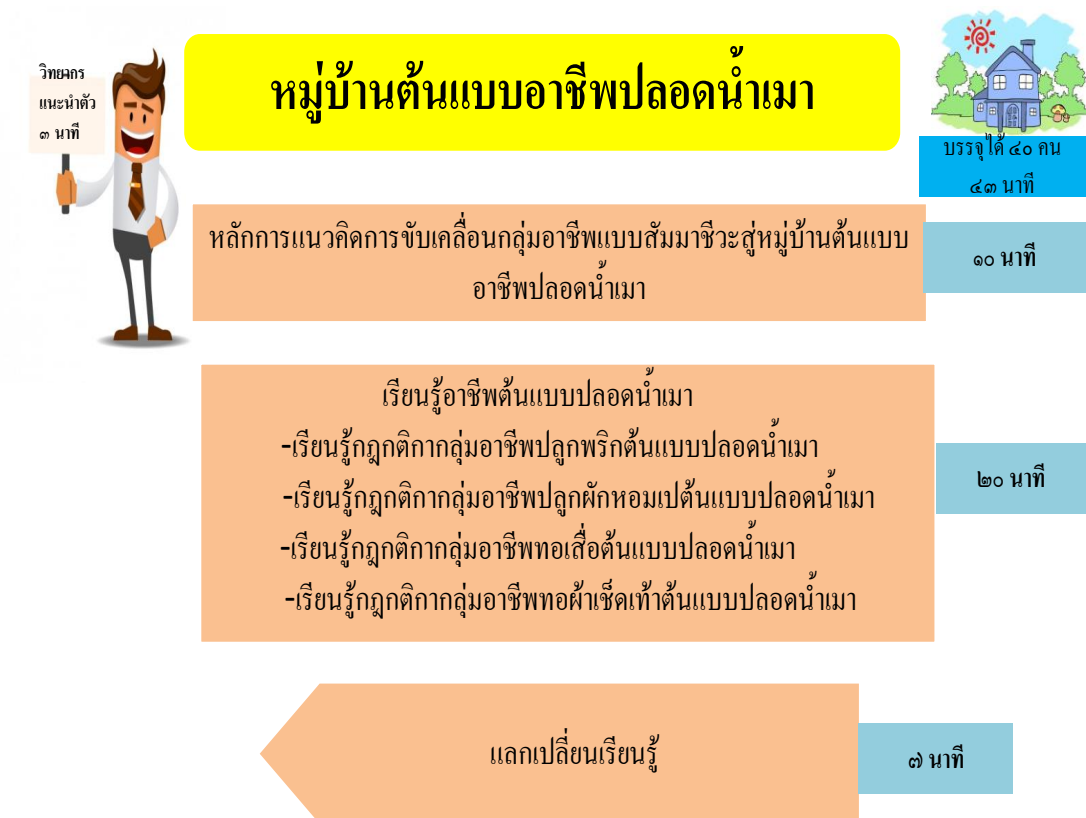 วิทยากร
แนะนำตัว
๓ นาที
หมู่บ้านต้นแบบอาชีพปลอดน้ำเมา
บรรจุได้ ๔๐ คน
๔๓ นาที
หลักการแนวคิดการขับเคลื่อนกลุ่มอาชีพแบบสัมมาชีวะสู่หมู่บ้านต้นแบบ
อาชีพปลอดน้ำเมา
๑๐ นาที
เรียนรู้อาชีพต้นแบบปลอดน้ำเมา
-เรียนรู้กฎกติกากลุ่มอาชีพปลูกพริกต้นแบบปลอดน้ำเมา
-เรียนรู้กฎกติกากลุ่มอาชีพปลูกผักหอมเปต้นแบบปลอดน้ำเมา
-เรียนรู้กฎกติกากลุ่มอาชีพทอเสื่อต้นแบบปลอดน้ำเมา
-เรียนรู้กฎกติกากลุ่มอาชีพทอผ้าเช็ดเท้าต้นแบบปลอดน้ำเมา
๒๐ นาที
แลกเปลี่ยนเรียนรู้
๗ นาที